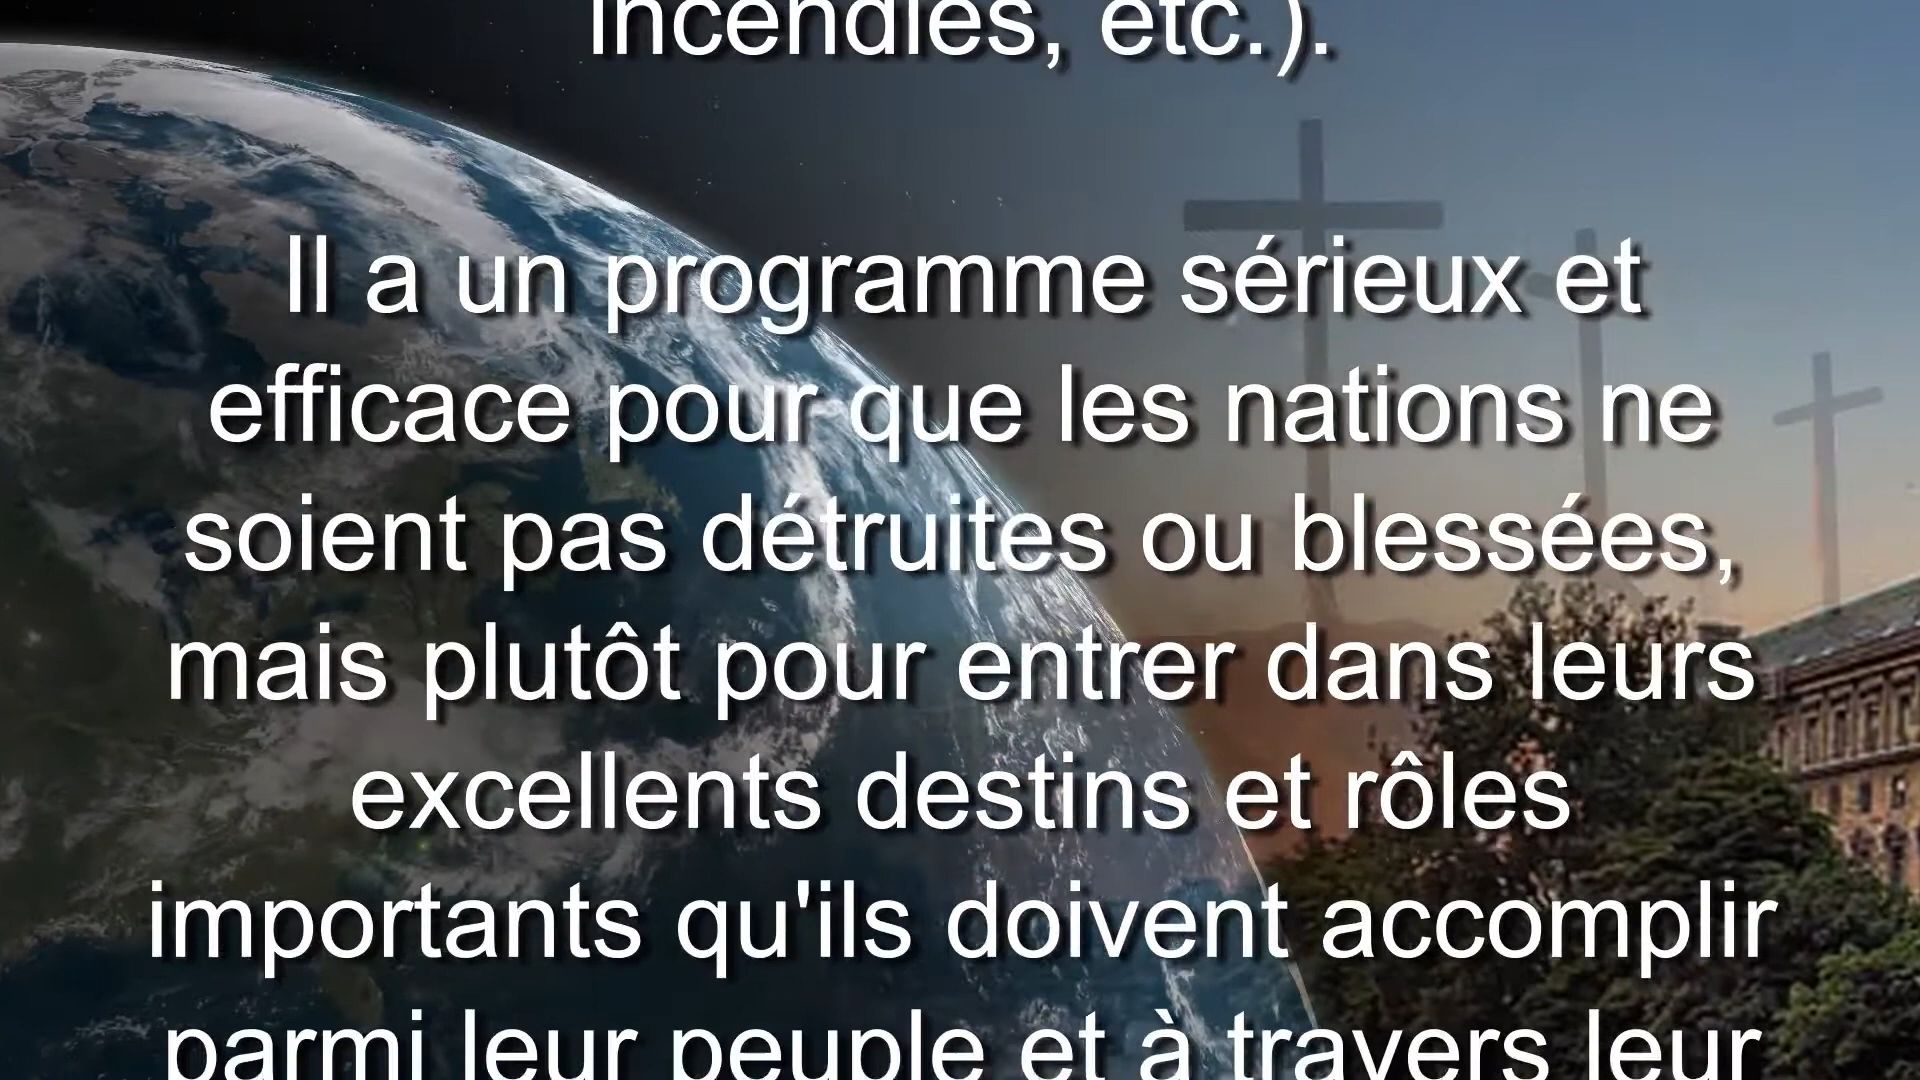 incendies, etc.).
Il a un programme sérieux et
efficace pour que les nations ne
soient pas détruites ou blessées,
mais plutôt pour entrer dans leurs
excellents destins et rôles
importants qu'ils doivent accomplir
parmi leur peuple et à travers leur